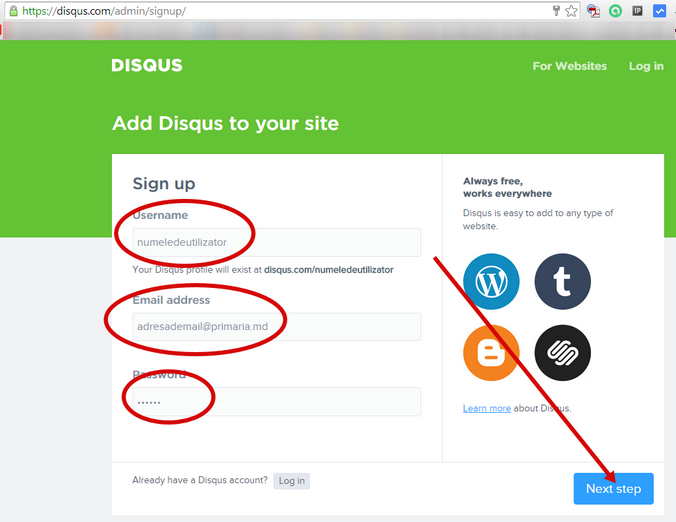 https://disqus.com/admin/signup/
DISQUS
For Websites
Log in
Add Disqus to your site
Sign up
Username
numeledeutilizator
Your Disqus profile will exist at disqus.com/numeledeutilizator
Email address
adresademail@primaria.md
Password
••••••
Always free,
works everywhere
Disqus is easy to add to any type of
website.
Learn more about Disqus.
Already have a Disqus account? Log in
Next step